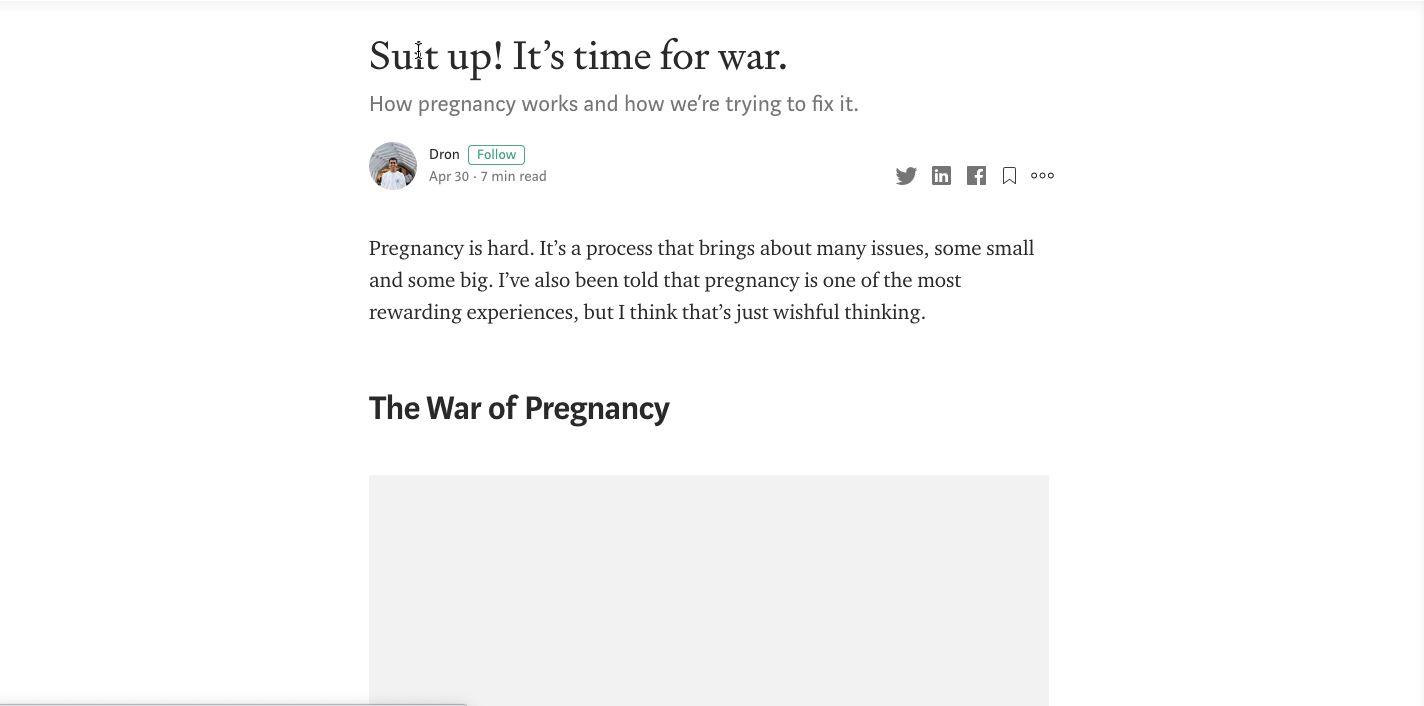 Suit up! It’s time for war.
How pregnancy works and how we’re trying to fix it.
Dron Follow
Apr 30 · 7 min read
Pregnancy is hard. It’s a process that brings about many issues, some small
and some big. I’ve also been told that pregnancy is one of the most
rewarding experiences, but I think that’s just wishful thinking.
The War of Pregnancy